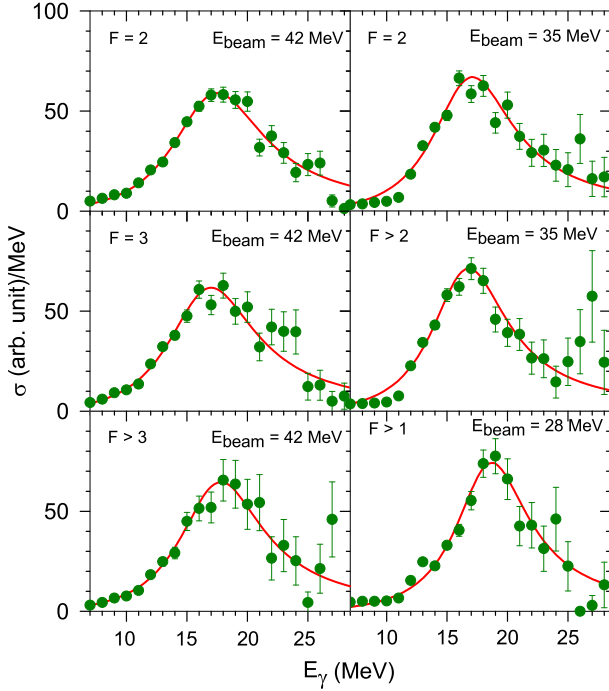 100
F = 2 E_beam = 42 MeV F = 2 E_beam = 35 MeV
50
0
F = 3 E_beam = 42 MeV F > 2 E_beam = 35 MeV
50
0
F > 3 E_beam = 42 MeV F > 1 E_beam = 28 MeV
50
0
10 15 20 25 10 15 20 25
σ (arb. unit)/MeV
E_γ (MeV)